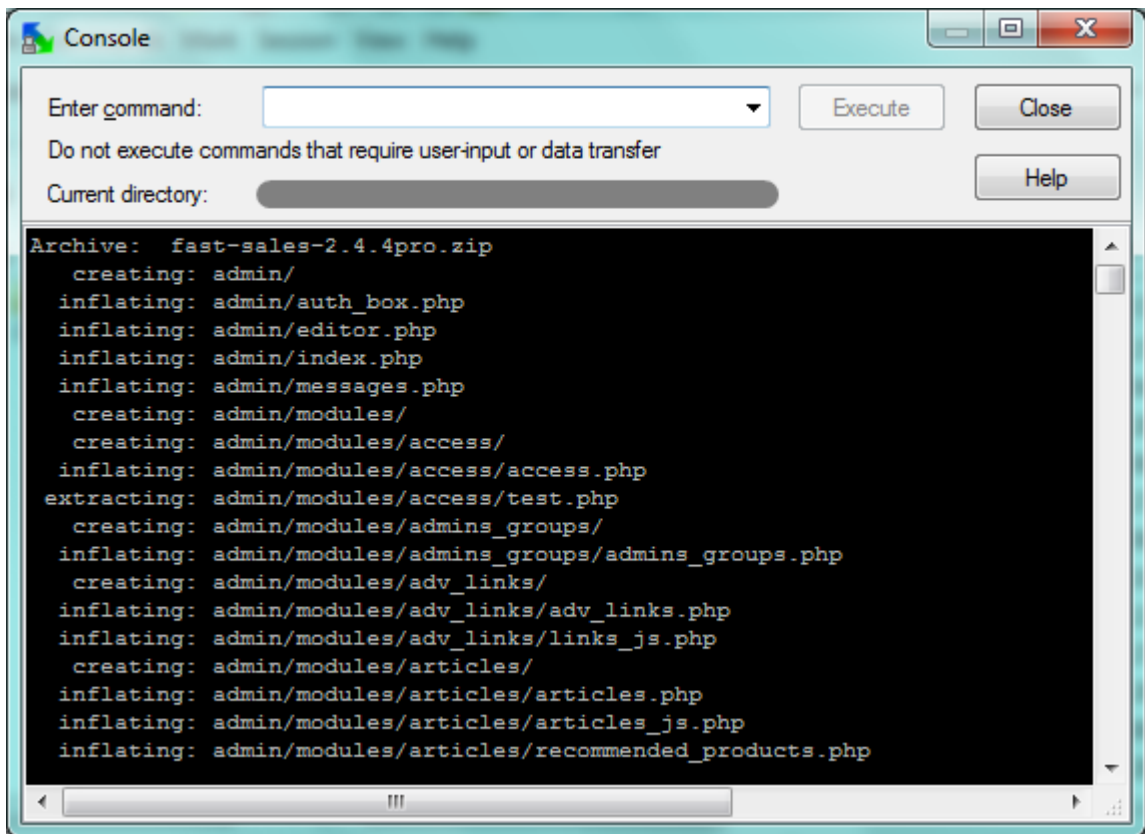 Console
Enter command:
Execute
Close
Do not execute commands that require user-input or data transfer
Help
Current directory:
Archive:  fast-sales-2.4.4pro.zip
   creating: admin/
  inflating: admin/auth_box.php
  inflating: admin/editor.php
  inflating: admin/index.php
  inflating: admin/messages.php
   creating: admin/modules/
   creating: admin/modules/access/
  inflating: admin/modules/access/access.php
 extracting: admin/modules/access/test.php
   creating: admin/modules/admins_groups/
  inflating: admin/modules/admins_groups/admins_groups.php
   creating: admin/modules/adv_links/
  inflating: admin/modules/adv_links/adv_links.php
  inflating: admin/modules/adv_links/links_js.php
   creating: admin/modules/articles/
  inflating: admin/modules/articles/articles.php
  inflating: admin/modules/articles/articles_js.php
  inflating: admin/modules/articles/recommended_products.php